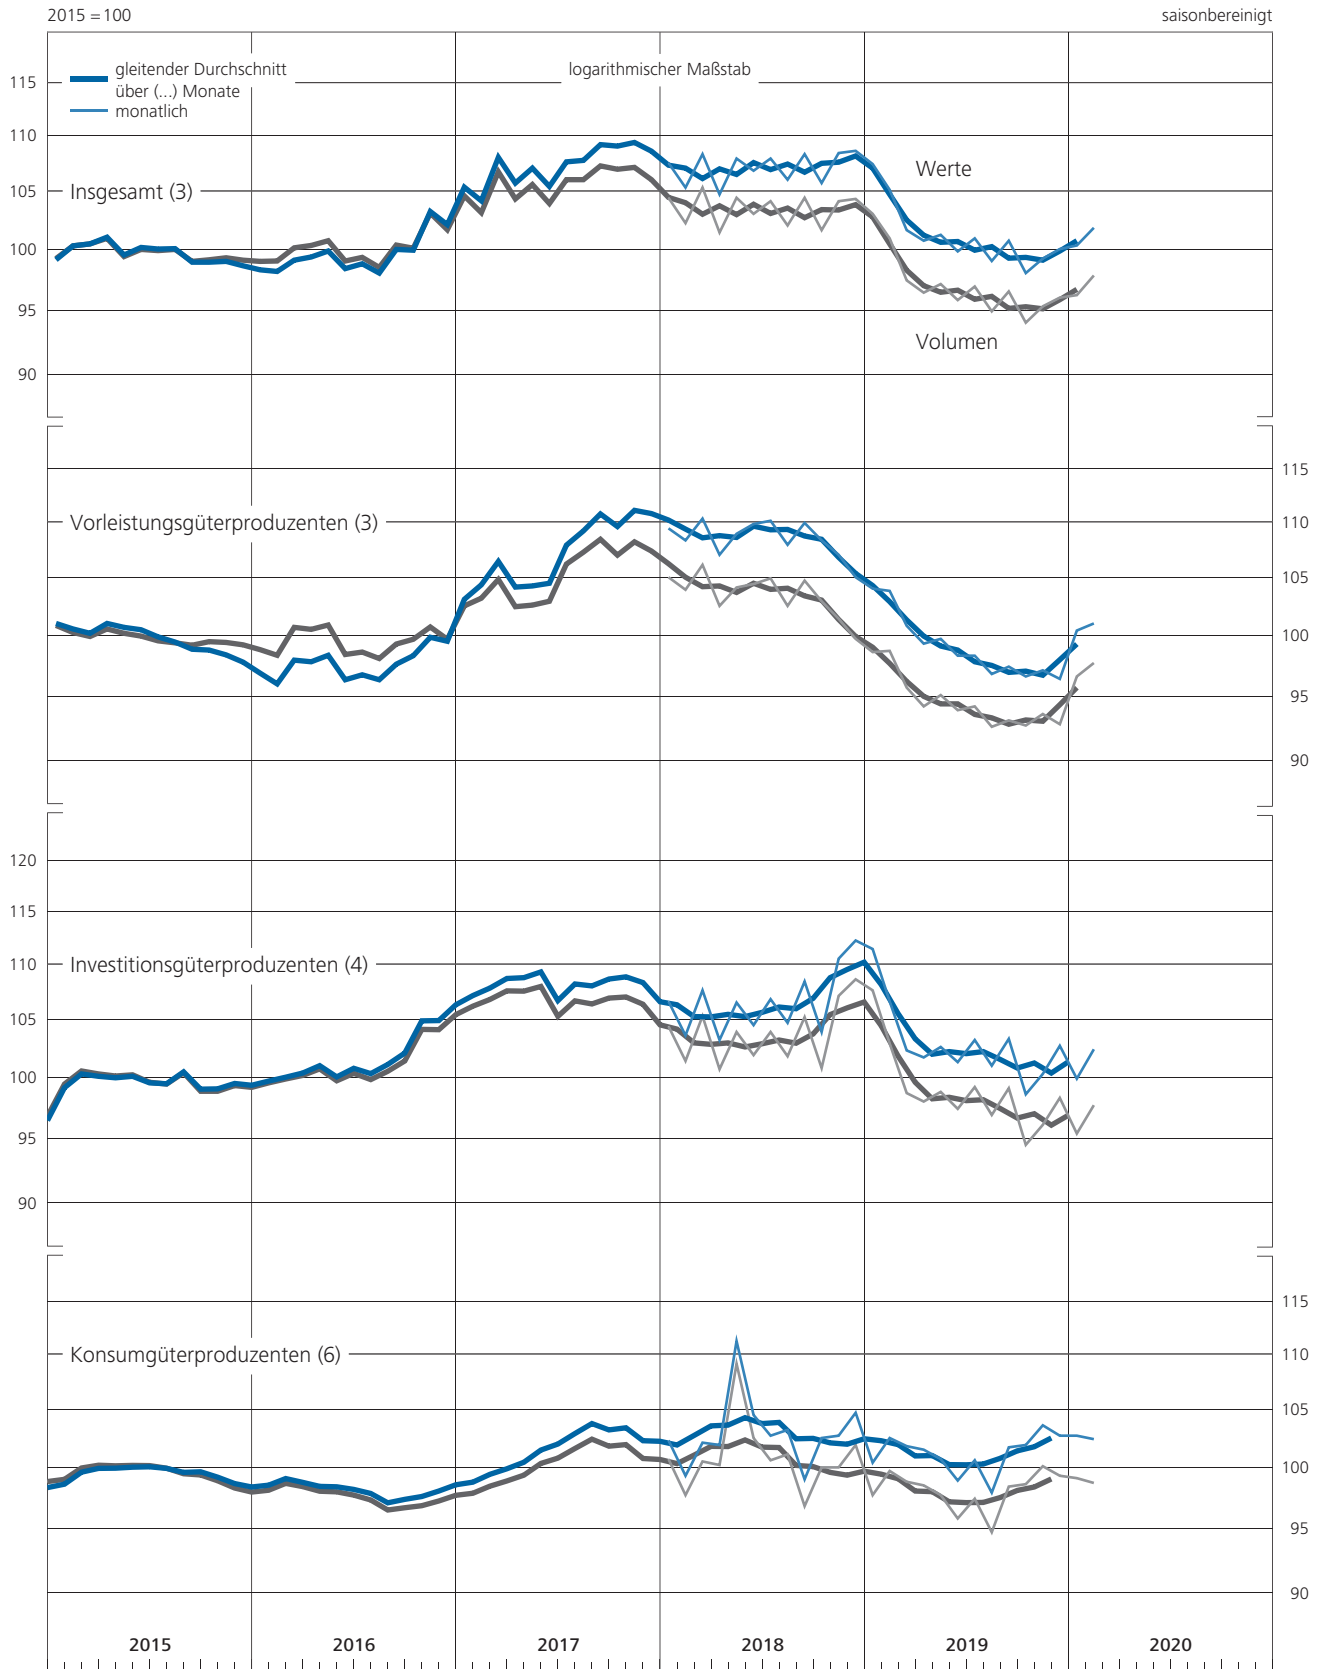 2015 = 100
saisonbereinigt
gleitender Durchschnitt
über (...) Monate
monatlich
logarithmischer Maßstab
115
110
105
100
95
90
Insgesamt (3)
Werte
Volumen
115
110
105
100
95
90
Vorleistungsgüterproduzenten (3)
120
115
110
105
100
95
90
Investitionsgüterproduzenten (4)
115
110
105
100
95
90
Konsumgüterproduzenten (6)
2015
2016
2017
2018
2019
2020